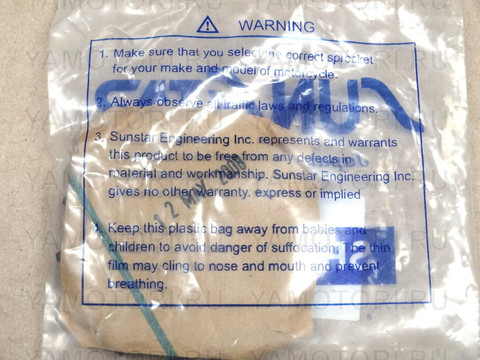 WARNING
1. Make sure that you selecting correct sprocket
for your make and model of motorcycle.
2. Always observe all traffic laws and regulations.
3. Sunstar Engineering Inc. represents and warrants
this product to be free from any defects in
material and workmanship. Sunstar Engineering Inc.
gives no other warranty. express or implied
4. Keep this plastic bag away from babies and
children to avoid danger of suffocation. The thin
film may cling to nose and mouth and prevent
breathing.
SUNSTAR
YAMOTORI.RU